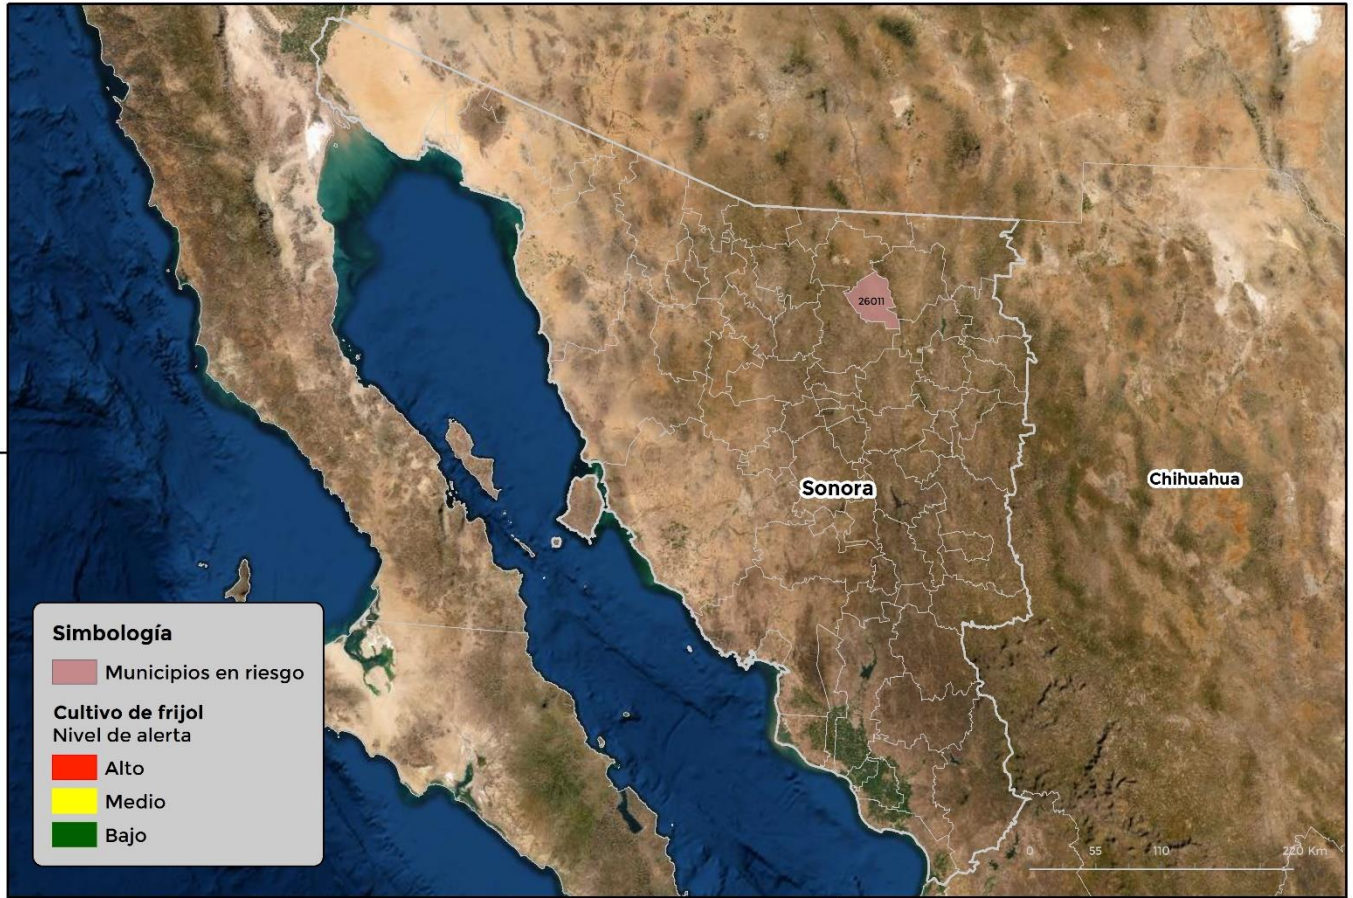 26011
Sonora
Chihuahua
Simbología
Municipios en riesgo
Cultivo de frijol
Nivel de alerta
Alto
Medio
Bajo
0 55 110 220 Km